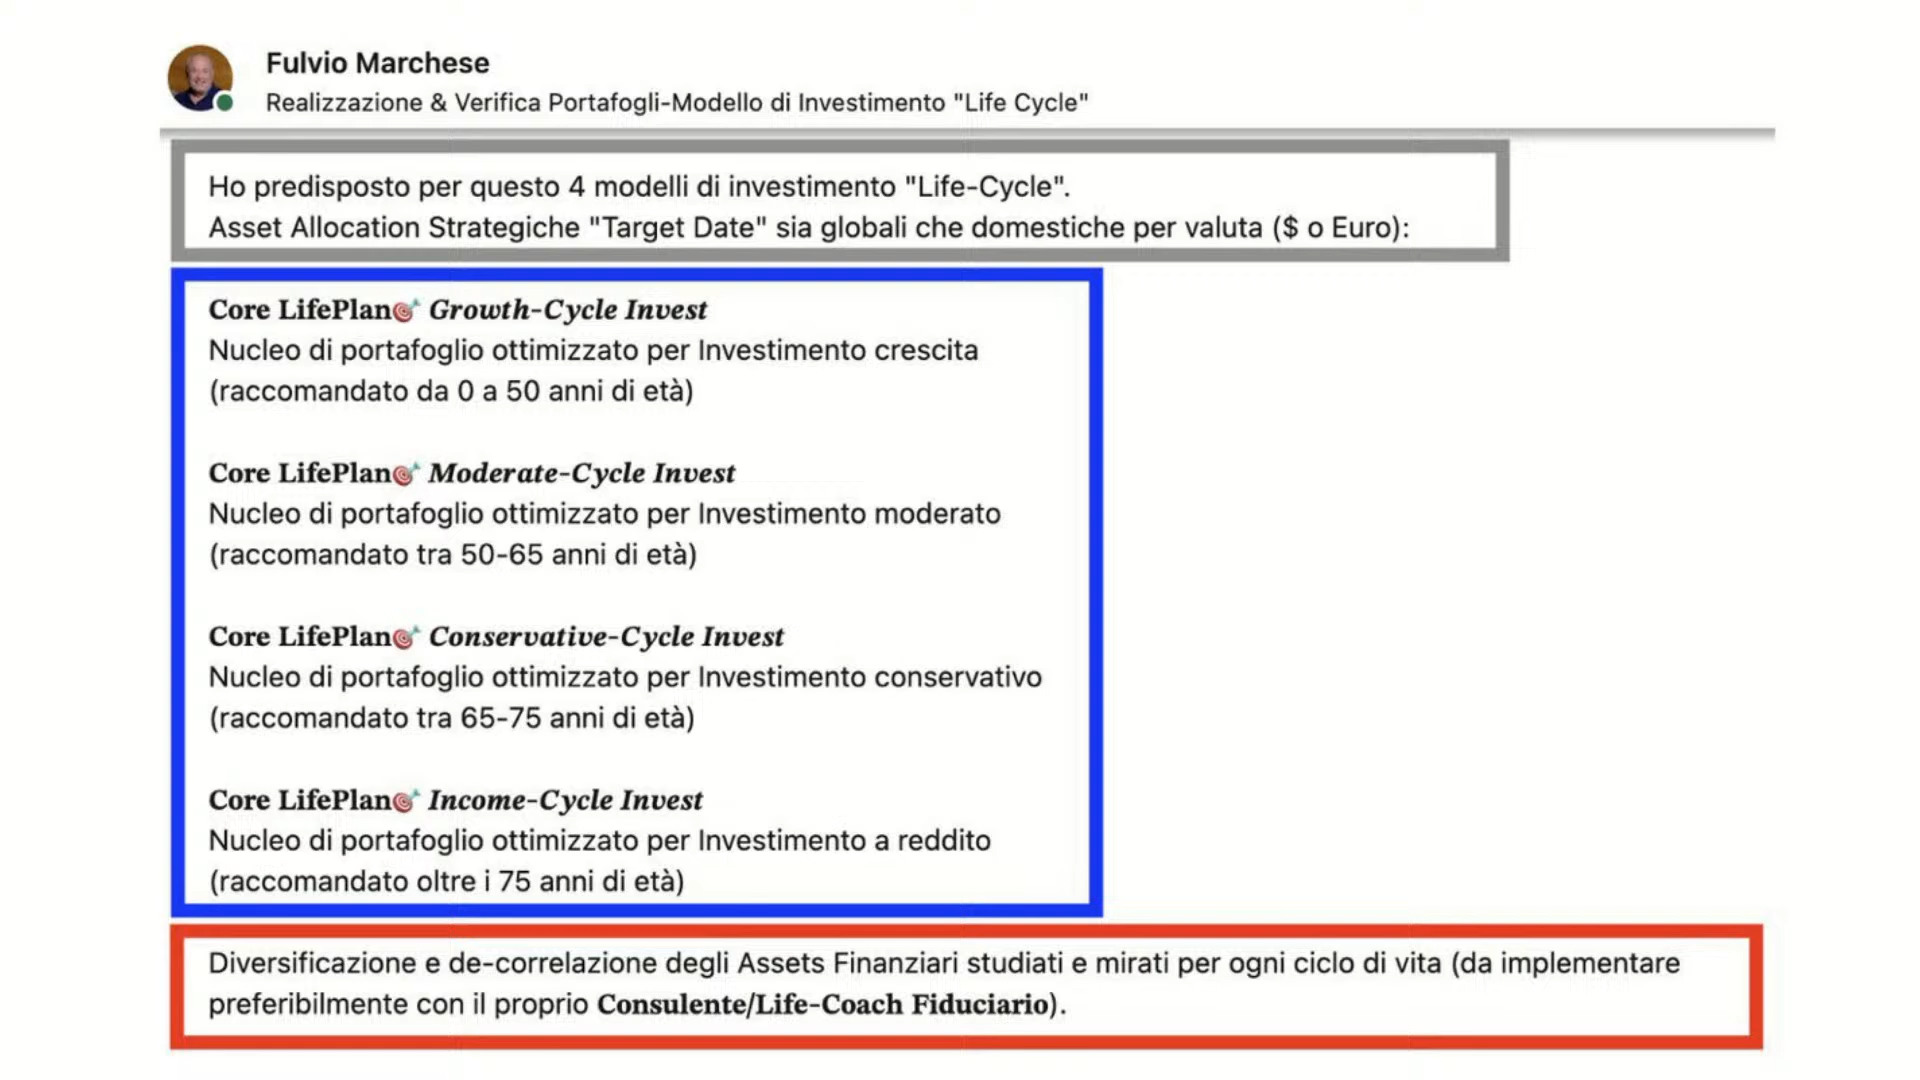 Fulvio Marchese
Realizzazione & Verifica Portafogli-Modello di Investimento "Life Cycle"
Ho predisposto per questo 4 modelli di investimento "Life-Cycle".
Asset Allocation Strategiche "Target Date" sia globali che domestiche per valuta ($ o Euro):
Core LifePlan🎯 Growth-Cycle Invest
Nucleo di portafoglio ottimizzato per Investimento crescita
(raccomandato da 0 a 50 anni di età)
Core LifePlan🎯 Moderate-Cycle Invest
Nucleo di portafoglio ottimizzato per Investimento moderato
(raccomandato tra 50-65 anni di età)
Core LifePlan🎯 Conservative-Cycle Invest
Nucleo di portafoglio ottimizzato per Investimento conservativo
(raccomandato tra 65-75 anni di età)
Core LifePlan🎯 Income-Cycle Invest
Nucleo di portafoglio ottimizzato per Investimento a reddito
(raccomandato oltre i 75 anni di età)
Diversificazione e de-correlazione degli Assets Finanziari studiati e mirati per ogni ciclo di vita (da implementare
preferibilmente con il proprio Consulente/Life-Coach Fiduciario).